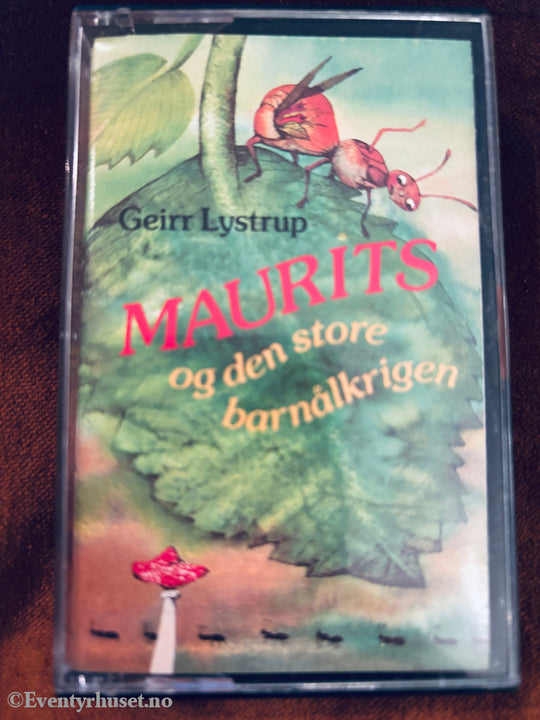 Geirr Lystrup
MAURITS
og den store
barnålkrigen
©Eventyrhuset.no